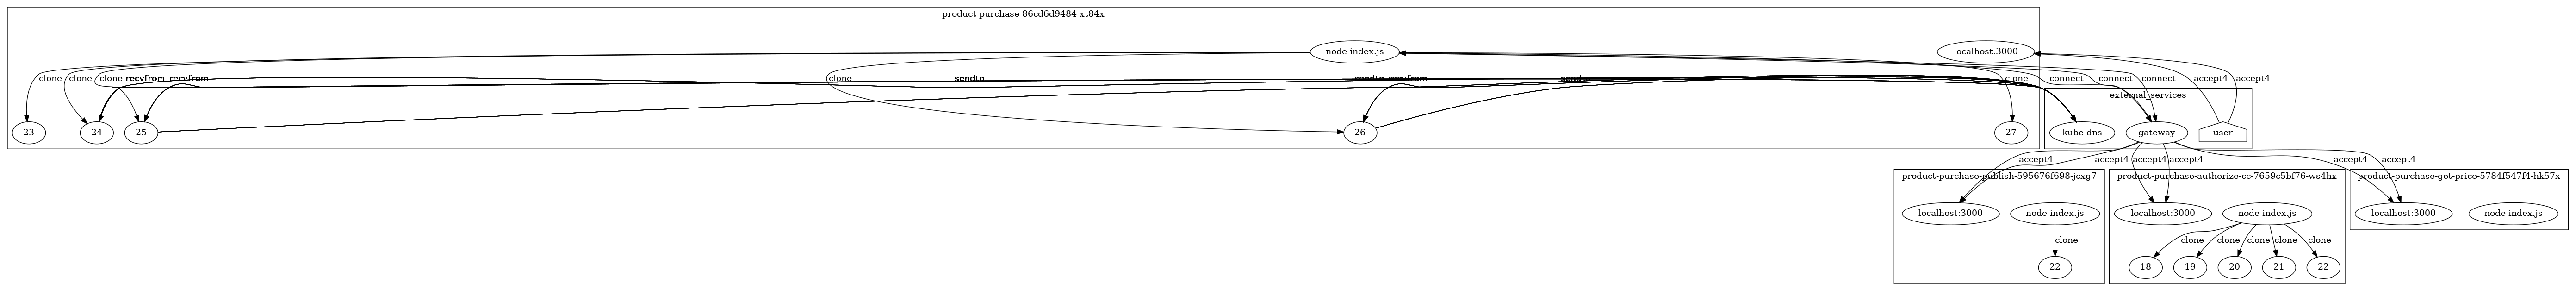 product-purchase-86cd6d9484-xt84x
node index.js
localhost:3000
clone
clone
clone
recvfrom
recvfrom
clone
sendto
sendto
recvfrom
sendto
clone
connect
connect
connect
accept4
accept4
external_services
23
24
25
26
27
kube-dns
gateway
user
accept4
accept4
accept4
accept4
accept4
accept4
product-purchase-publish-595676f698-jcxg7
product-purchase-authorize-cc-7659c5bf76-ws4hx
product-purchase-get-price-5784f547f4-hk57x
localhost:3000
node index.js
localhost:3000
node index.js
localhost:3000
node index.js
clone
clone
clone
clone
clone
clone
22
18
19
20
21
22